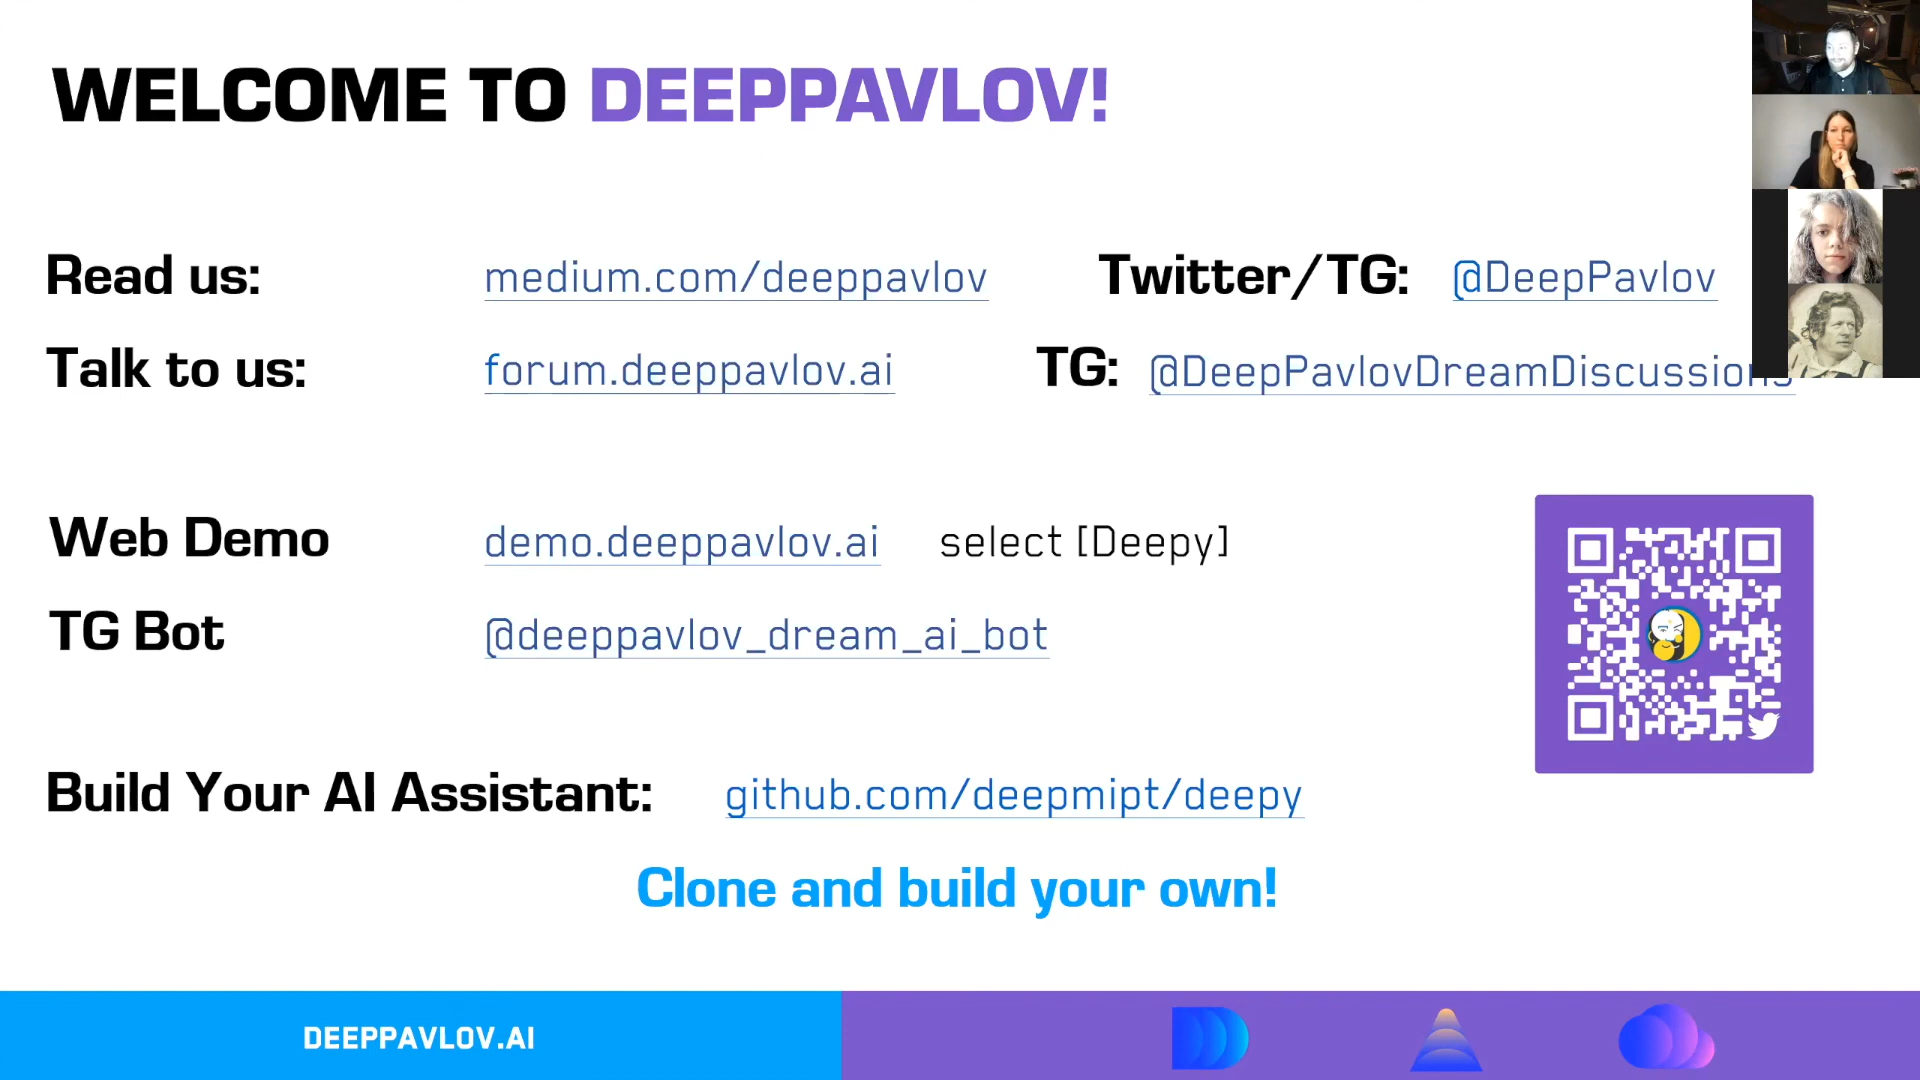 WELCOME TO DEEPPAVLOV!
Read us: medium.com/deeppavlov Twitter/TG: @DeepPavlov
Talk to us: forum.deeppavlov.ai TG: @DeepPavlovDreamDiscussions
Web Demo demo.deeppavlov.ai select [Deepy]
TG Bot @deeppavlov_dream_ai_bot
Build Your AI Assistant: github.com/deepmipt/deepy
Clone and build your own!
DEEPPAVLOV.AI